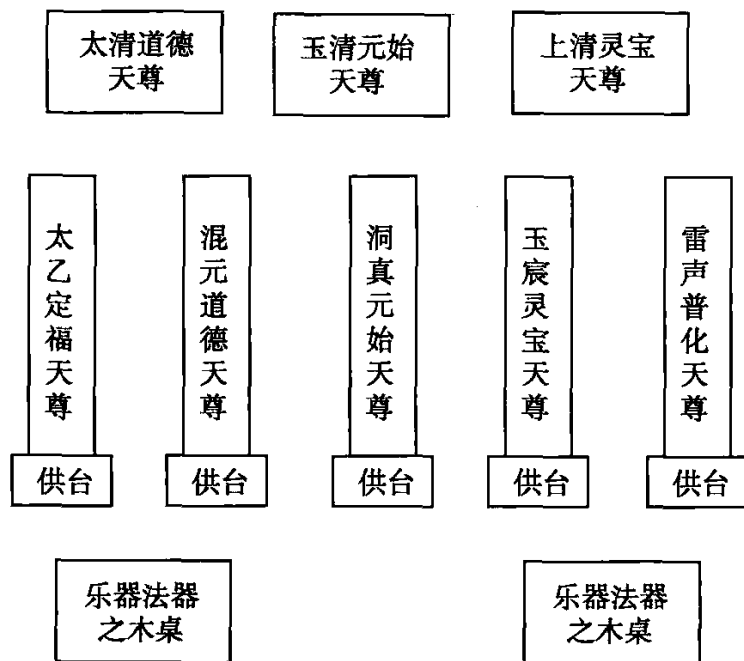 太清道德
天尊
玉清元始
天尊
上清灵宝
天尊
太乙定福天尊
混元道德天尊
洞真元始天尊
玉宸灵宝天尊
雷声普化天尊
供台
供台
供台
供台
供台
乐器法器
之木桌
乐器法器
之木桌